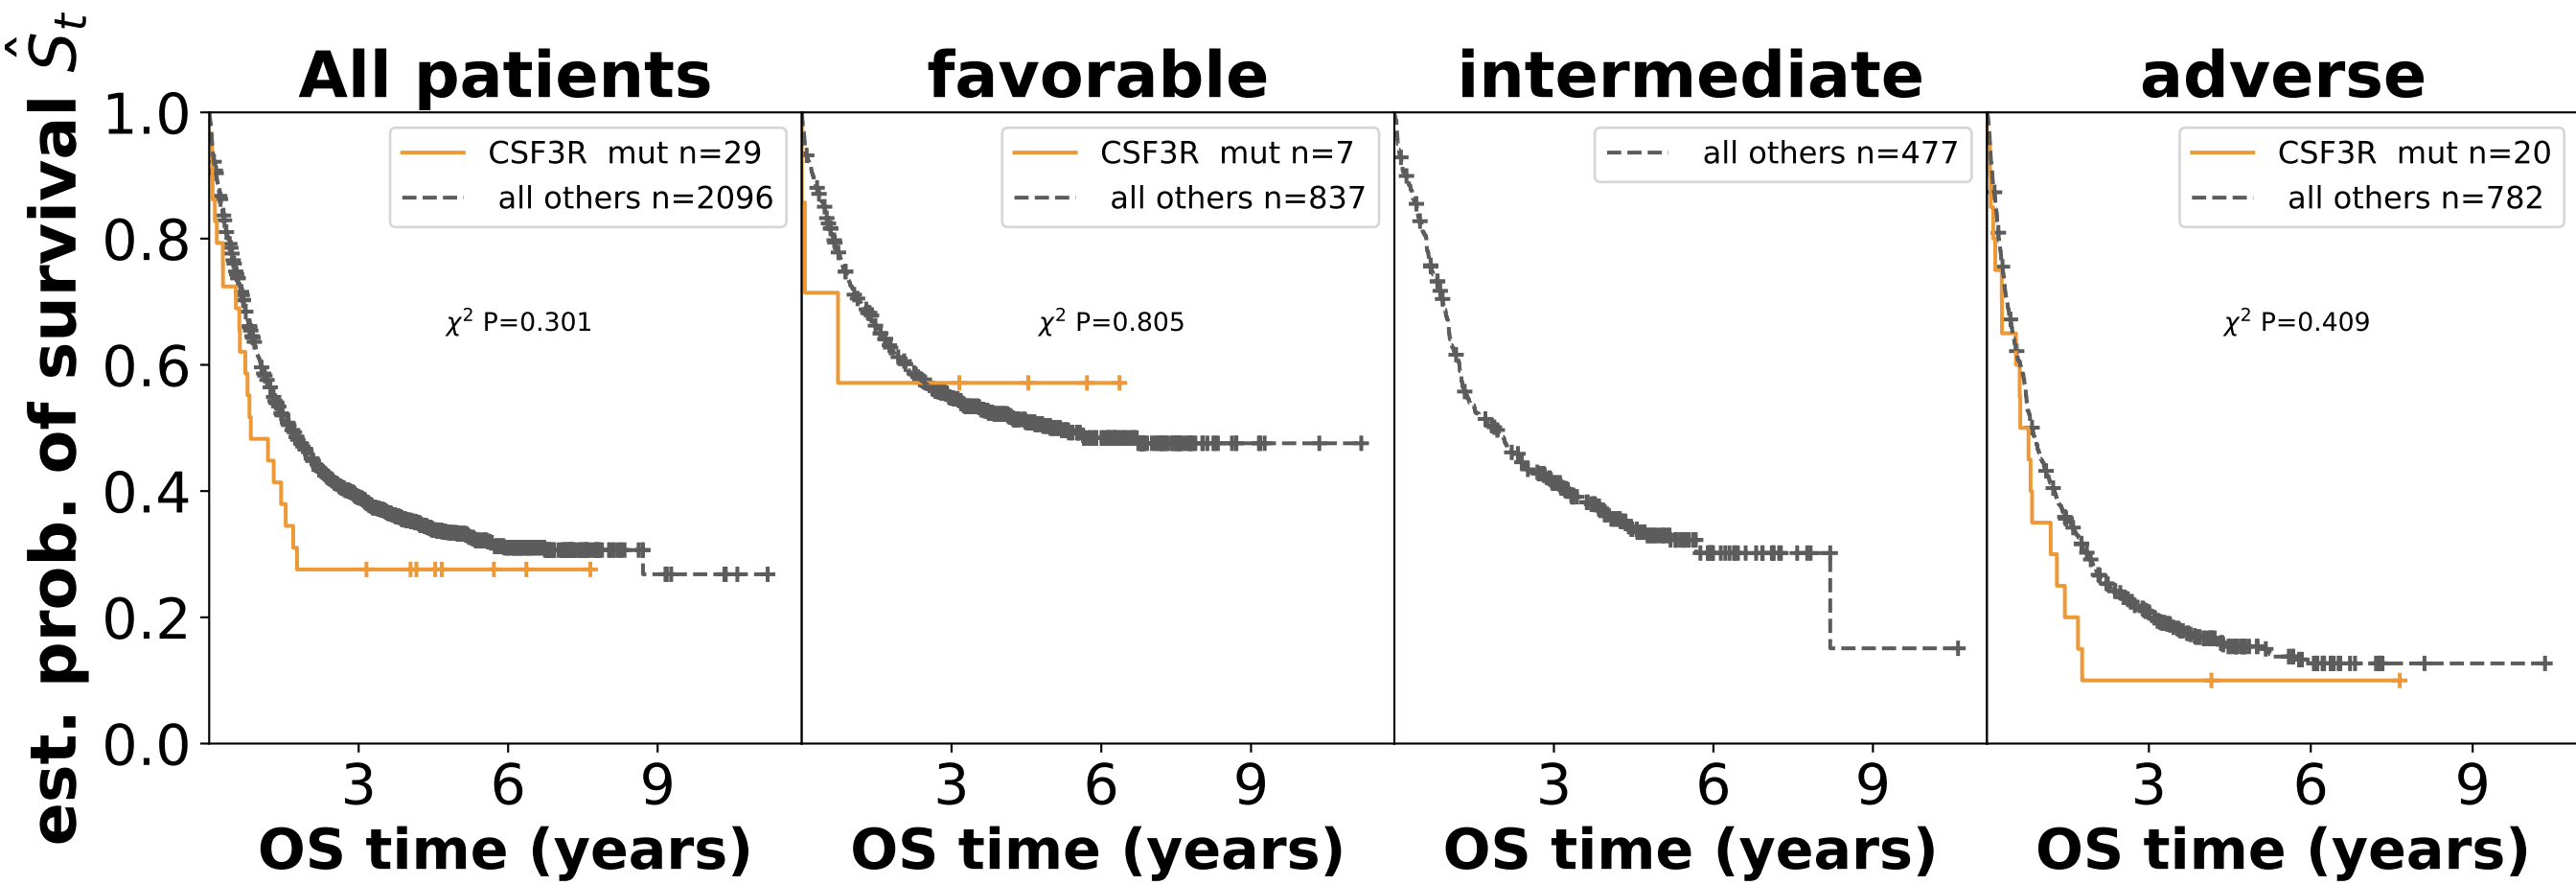 est. prob. of survival Ŝt
All patients
1.0
0.8
0.6
0.4
0.2
0.0
CSF3R mut n=29
all others n=2096
χ² P=0.301
3 6 9
OS time (years)
favorable
CSF3R mut n=7
all others n=837
χ² P=0.805
3 6 9
OS time (years)
intermediate
all others n=477
3 6 9
OS time (years)
adverse
CSF3R mut n=20
all others n=782
χ² P=0.409
3 6 9
OS time (years)